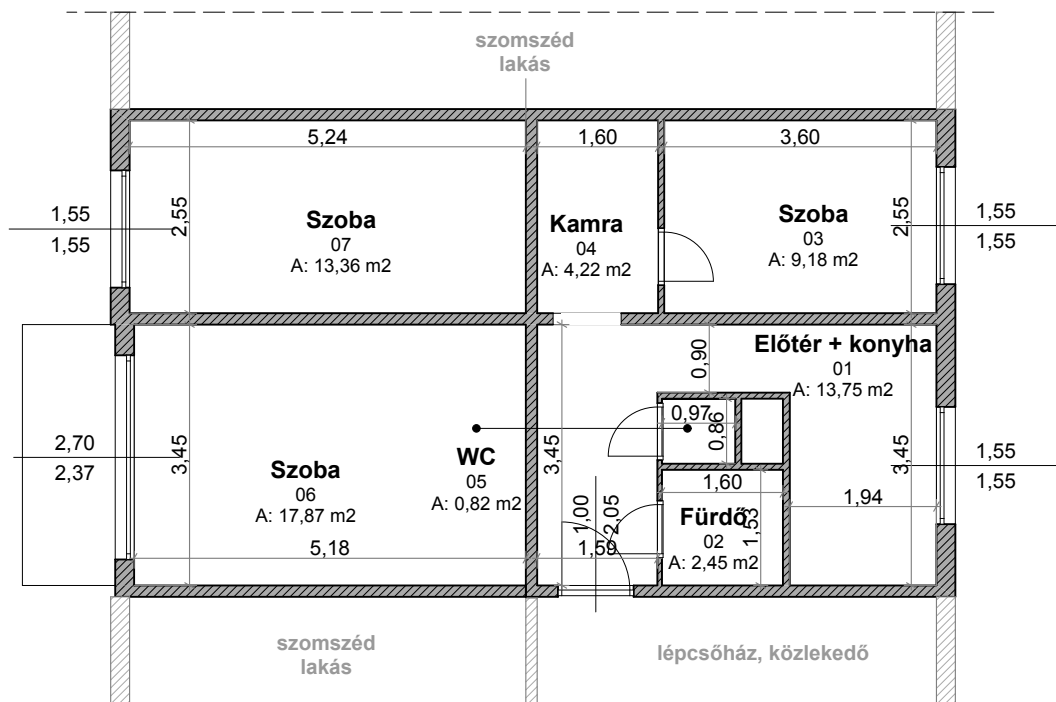 szomszéd
lakás
5,24
1,60
3,60
1,55
1,55
2,55
Szoba
07
A: 13,36 m2
Kamra
04
A: 4,22 m2
Szoba
03
A: 9,18 m2
2,55
1,55
1,55
Előtér + konyha
01
A: 13,75 m2
0,90
0,97
0,86
2,70
2,37
3,45
Szoba
06
A: 17,87 m2
WC
05
A: 0,82 m2
3,45
1,00
2,05
1,60
Fürdő
02
A: 2,45 m2
1,53
1,94
3,45
1,55
1,55
5,18
1,59
szomszéd
lakás
lépcsőház, közlekedő